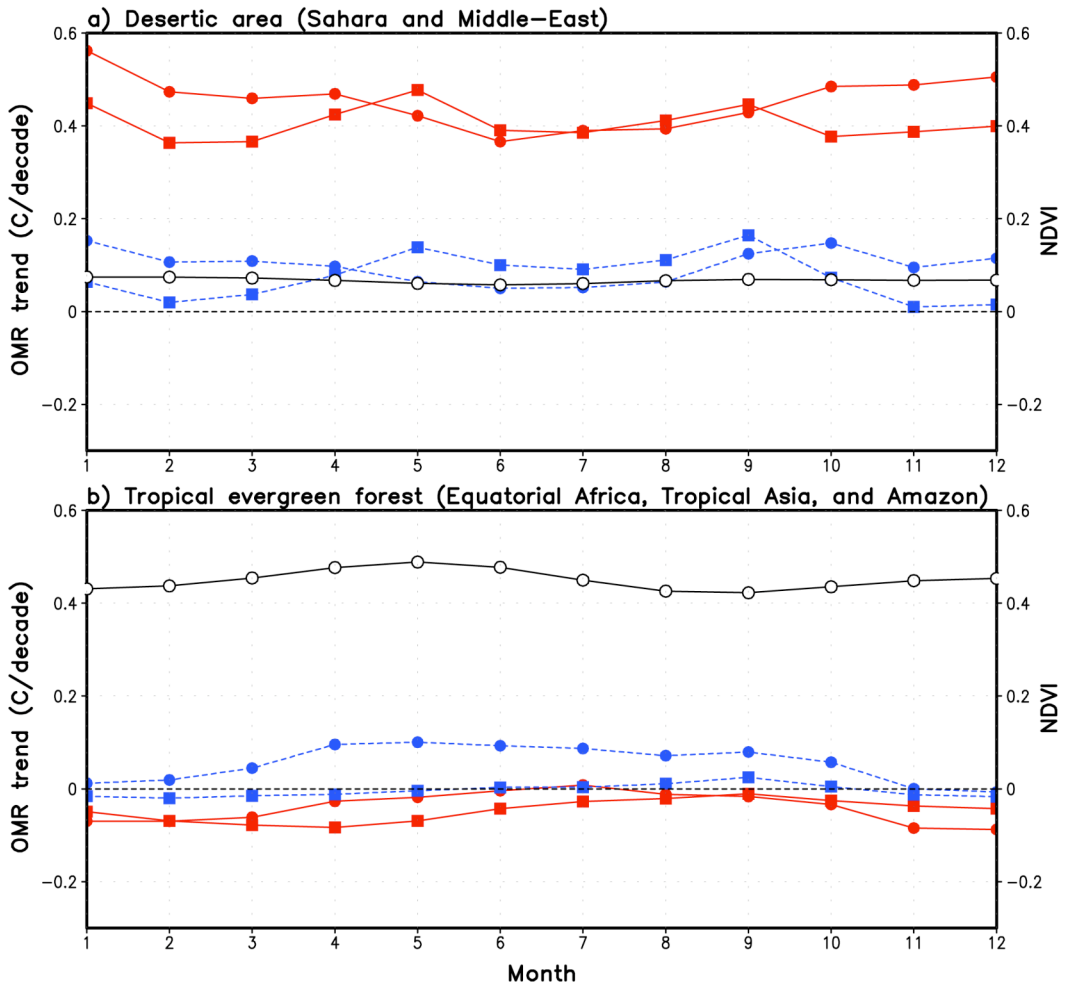 a) Desertic area (Sahara and Middle-East)
0.6 0.6
0.4 0.4
0.2 0.2
0 0
-0.2 -0.2
OMR trend (C/decade)
NDVI
1 2 3 4 5 6 7 8 9 10 11 12
b) Tropical evergreen forest (Equatorial Africa, Tropical Asia, and Amazon)
0.6 0.6
0.4 0.4
0.2 0.2
0 0
-0.2 -0.2
OMR trend (C/decade)
NDVI
1 2 3 4 5 6 7 8 9 10 11 12
Month